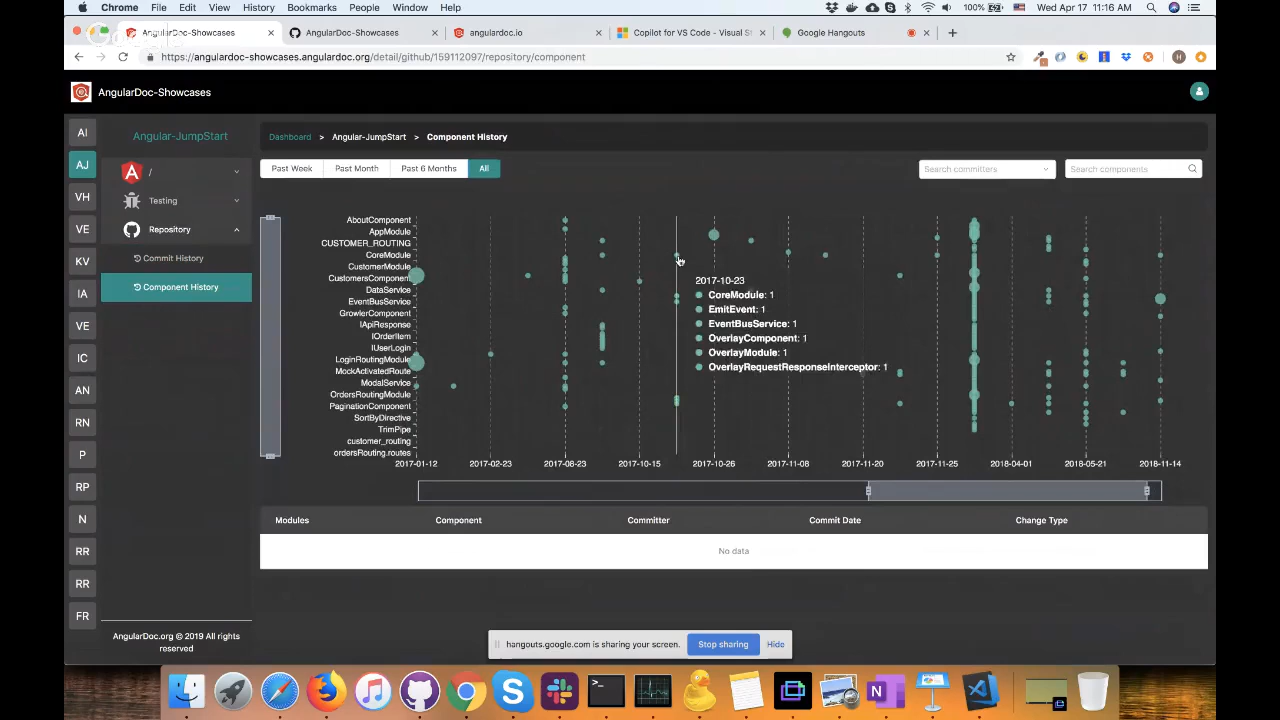 Chrome File Edit View History Bookmarks People Window Help 100% Wed Apr 17 11:16 AM
AngularDoc-Showcases AngularDoc-Showcases angulardoc.io Copilot for VS Code - Visual St Google Hangouts
https://angulardoc-showcases.angulardoc.org/detail/github/159112097/repository/component H
AngularDoc-Showcases
AI
AJ
VH
VE
KV
IA
VE
IC
AN
RN
P
RP
N
RR
RR
FR
Angular-JumpStart
/
Testing
Repository
Commit History
Component History
AngularDoc.org © 2019 All rights
reserved
Dashboard > Angular-JumpStart > Component History
Past Week Past Month Past 6 Months All Search committers Search components
AboutComponent
AppModule
CUSTOMER_ROUTING
CoreModule
CustomerModule
CustomersComponent
DataService
EventBusService
GrowlerComponent
IApiResponse
IOrderItem
IUserLogin
LoginRoutingModule
MockActivatedRoute
ModalService
OrdersRoutingModule
PaginationComponent
SortByDirective
TrimPipe
customer_routing
ordersRouting.routes
2017-10-23
CoreModule: 1
EmitEvent: 1
EventBusService: 1
OverlayComponent: 1
OverlayModule: 1
OverlayRequestResponseInterceptor: 1
2017-01-12 2017-02-23 2017-06-23 2017-10-15 2017-10-26 2017-11-08 2017-11-20 2017-11-25 2018-04-01 2018-05-21 2018-11-14
Modules Component Committer Commit Date Change Type
No data
hangouts.google.com is sharing your screen. Stop sharing Hide